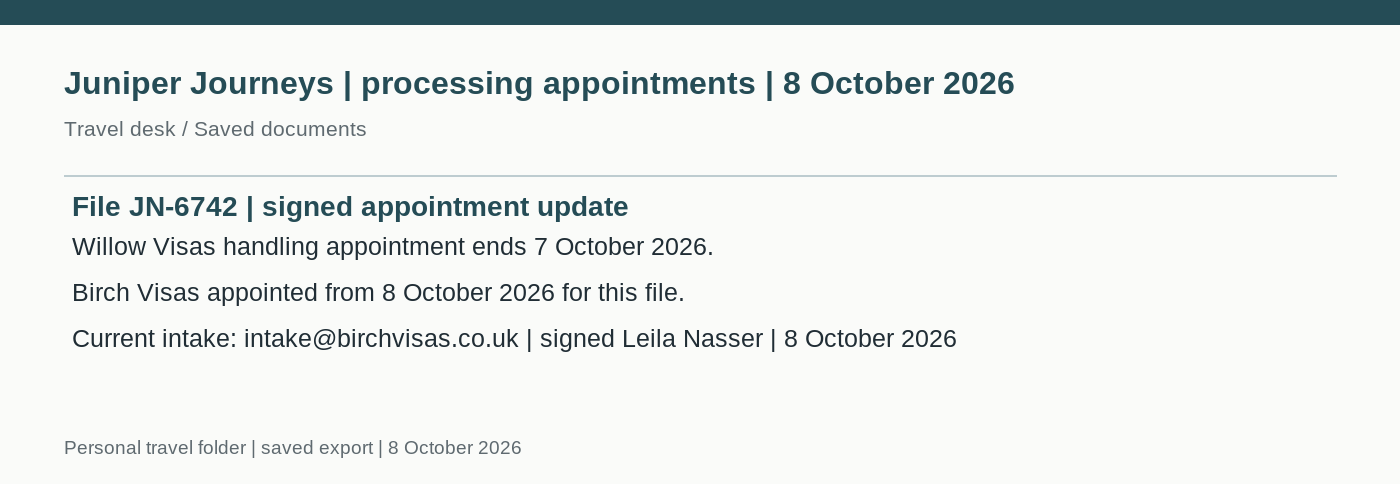 Juniper Journeys | processing appointments | 8 October 2026
Travel desk / Saved documents
File JN-6742 | signed appointment update
Willow Visas handling appointment ends 7 October 2026.
Birch Visas appointed from 8 October 2026 for this file.
Current intake: intake@birchvisas.co.uk | signed Leila Nasser | 8 October 2026
Personal travel folder | saved export | 8 October 2026